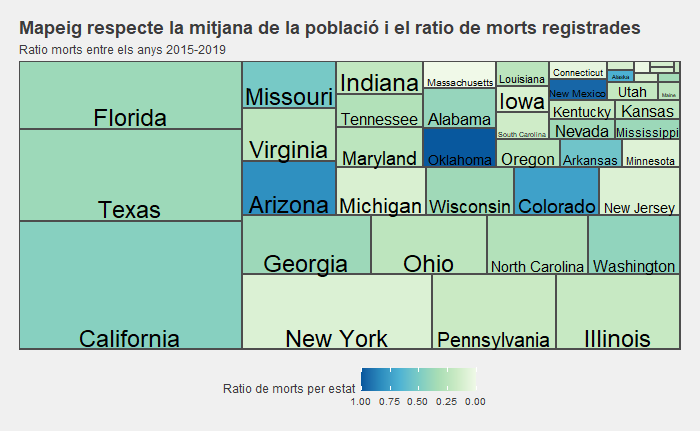 Mapeig respecte la mitjana de la població i el ratio de morts registrades
Ratio morts entre els anys 2015-2019
Florida
Texas
California
Missouri
Virginia
Arizona
Indiana
Tennessee
Maryland
Michigan
Massachusetts
Alabama
Oklahoma
Wisconsin
Louisiana
Iowa
South Carolina
Oregon
Colorado
Connecticut
New Mexico
Kentucky
Nevada
Arkansas
Alaska
Utah
Maine
Kansas
Mississippi
Minnesota
New Jersey
Georgia
Ohio
North Carolina
Washington
New York
Pennsylvania
Illinois
Ratio de morts per estat
1.00 0.75 0.50 0.25 0.00